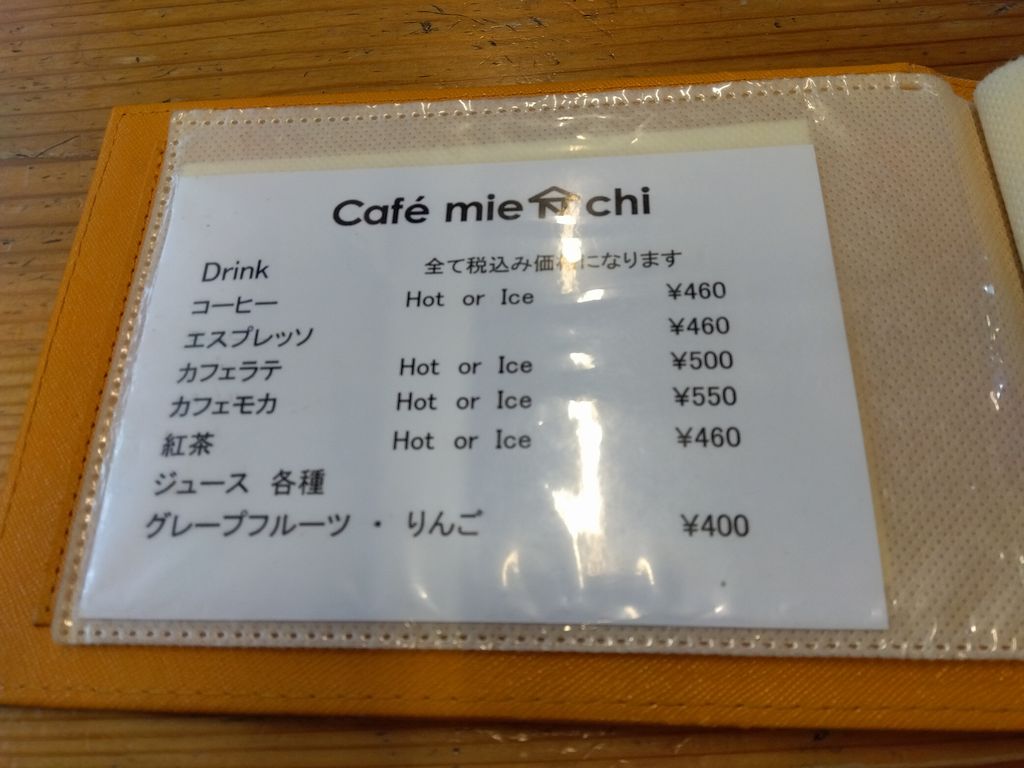 Café mie chi
Drink 全て税込み価格になります
コーヒー Hot or Ice ¥460
エスプレッソ ¥460
カフェラテ Hot or Ice ¥500
カフェモカ Hot or Ice ¥550
紅茶 Hot or Ice ¥460
ジュース 各種
グレープフルーツ ・ りんご ¥400